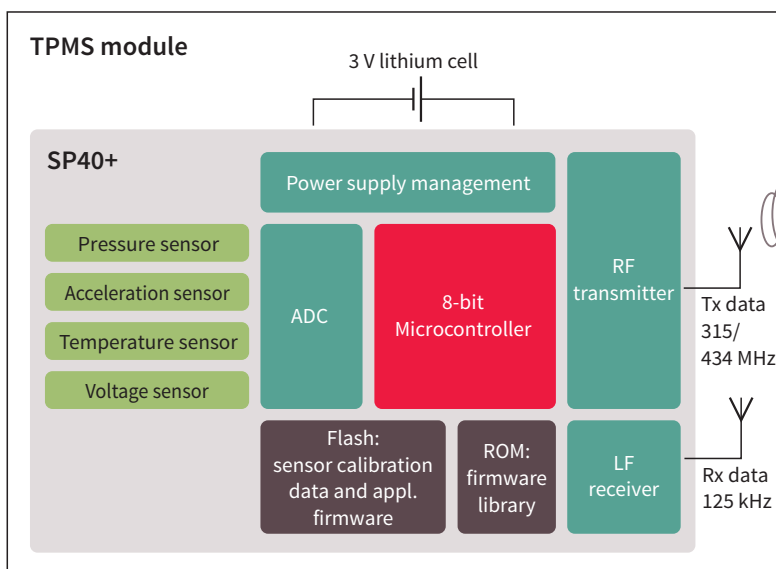 TPMS module
3 V lithium cell
SP40+
Power supply management
Pressure sensor
Acceleration sensor
Temperature sensor
Voltage sensor
ADC
8-bit
Microcontroller
RF
transmitter
Tx data
315/
434 MHz
Flash:
sensor calibration
data and appl.
firmware
ROM:
firmware
library
LF
receiver
Rx data
125 kHz